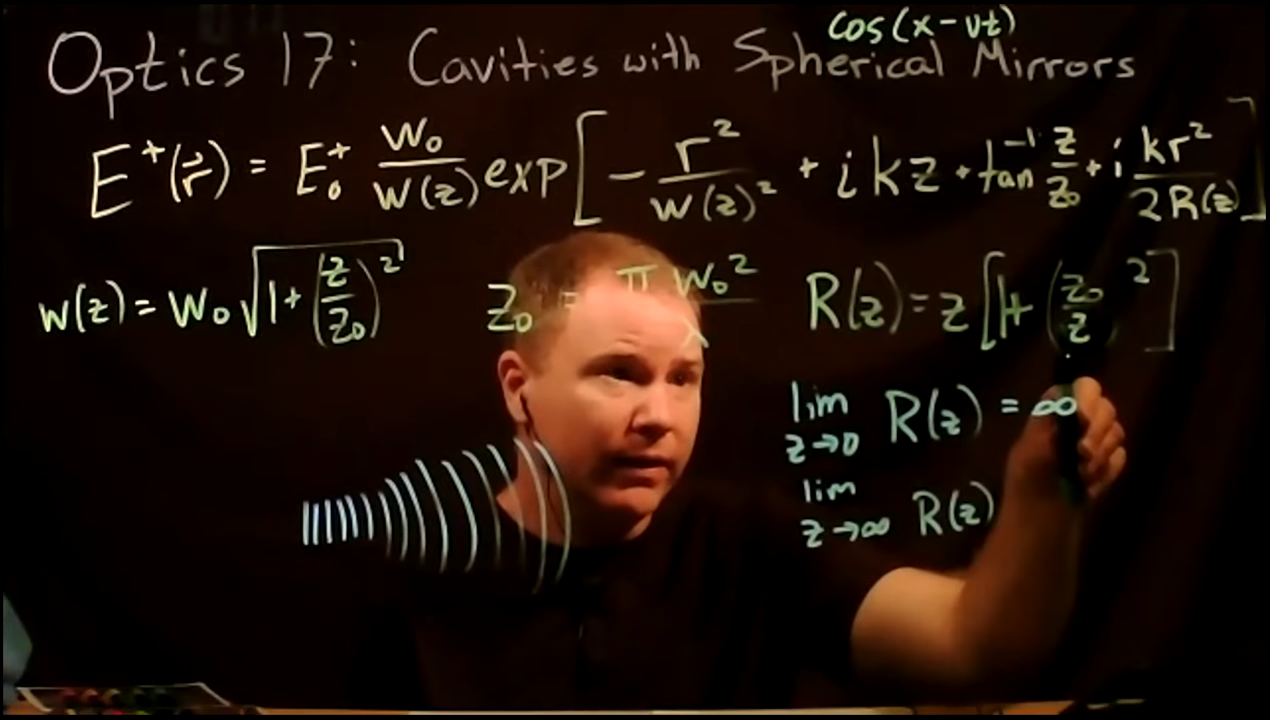 cos(x-vt)
Optics 17: Cavities with Spherical Mirrors
E⁺(r⃗) = E₀⁺ W₀/W(z) exp[-r²/W(z)² + ikz + tan⁻¹ z/z₀ + i kr²/2R(z)]
W(z) = W₀ √(1+(z/z₀)²) z₀ = πW₀²/λ R(z) = z[1+(z₀/z)²]
lim z→0 R(z) = ∞
lim z→∞ R(z)